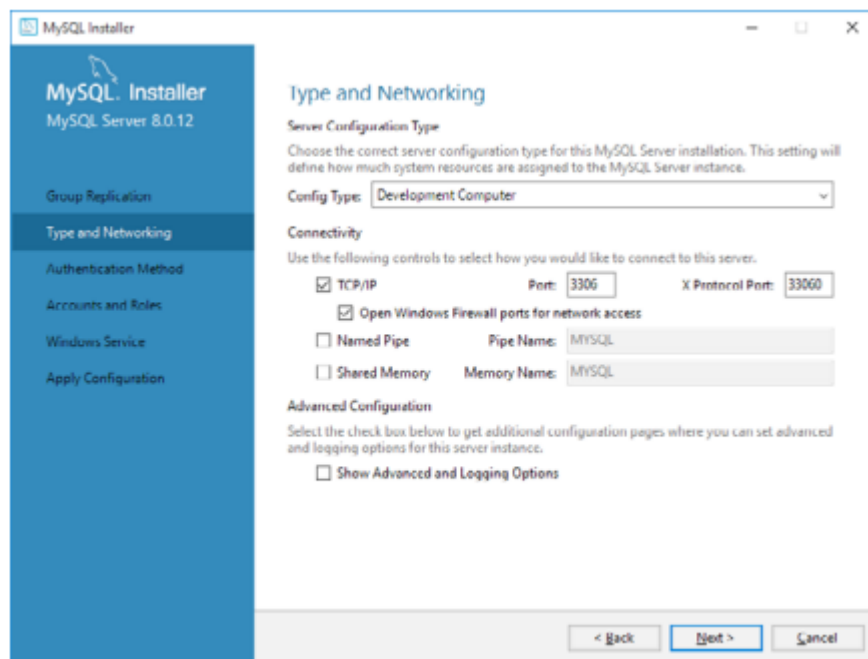 MySQL Installer
MySQL. Installer
MySQL Server 8.0.12
Group Replication
Type and Networking
Authentication Method
Accounts and Roles
Windows Service
Apply Configuration
Type and Networking
Server Configuration Type
Choose the correct server configuration type for this MySQL Server installation. This setting will
define how much system resources are assigned to the MySQL Server instance.
Config Type: Development Computer
Connectivity
Use the following controls to select how you would like to connect to this server.
TCP/IP Port: 3306 X Protocol Port: 33060
Open Windows Firewall ports for network access
Named Pipe Pipe Name: MYSQL
Shared Memory Memory Name: MYSQL
Advanced Configuration
Select the check box below to get additional configuration pages where you can set advanced
and logging options for this server instance.
Show Advanced and Logging Options
< Back Next > Cancel